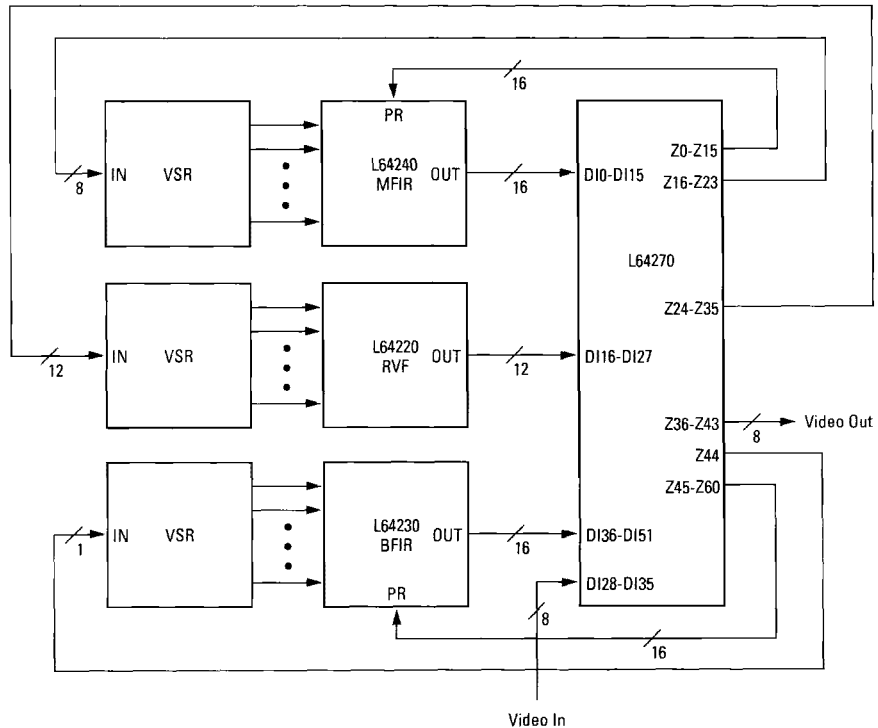 16
PR
Z0-Z15
8
IN
VSR
L64240
MFIR
OUT
16
DI0-DI15
Z16-Z23
L64270
Z24-Z35
12
IN
VSR
L64220
RVF
OUT
12
DI16-DI27
Z36-Z43
8
Video Out
Z44
Z45-Z60
1
IN
VSR
L64230
BFIR
OUT
16
DI36-DI51
PR
DI28-DI35
8
16
Video In